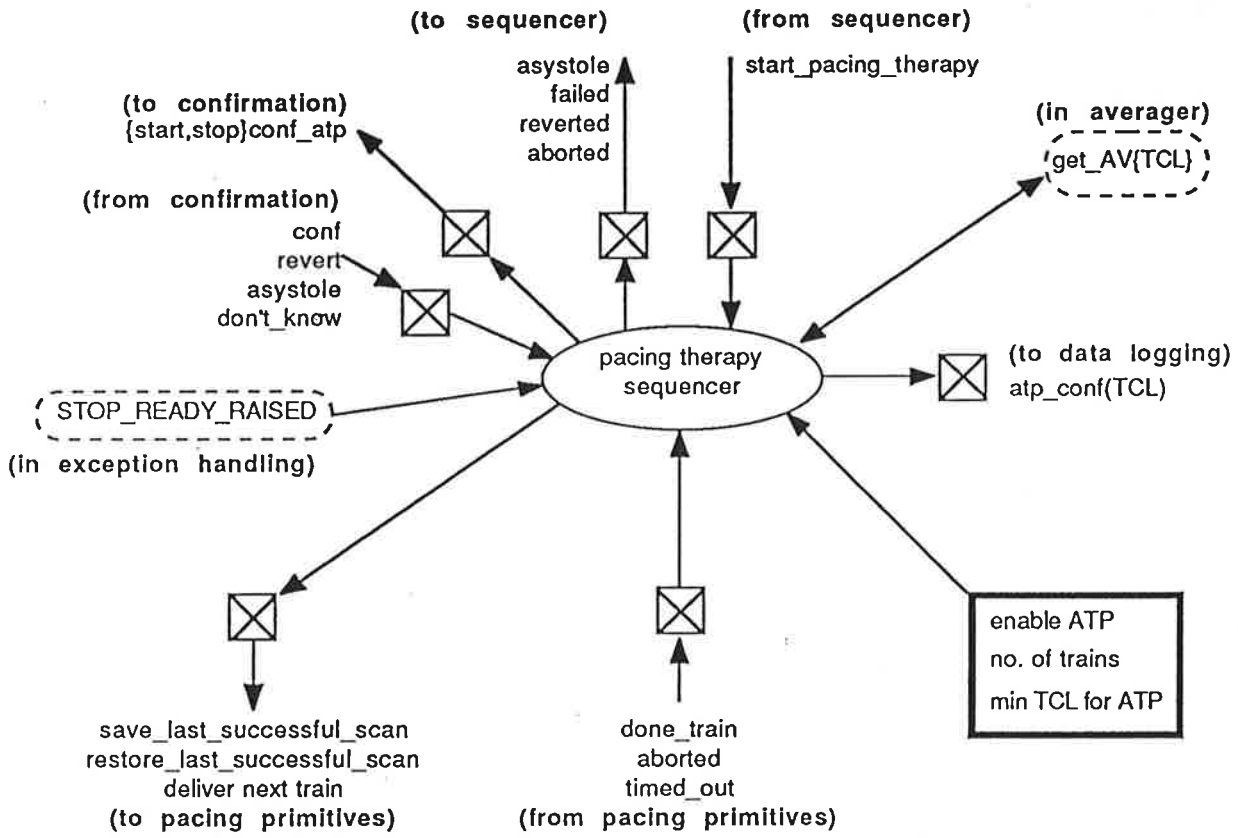 (to sequencer)
asystole
failed
reverted
aborted
(from sequencer)
start_pacing_therapy
(to confirmation)
{start,stop}conf_atp
(in averager)
get_AV{TCL}
(from confirmation)
conf
revert
asystole
don't_know
pacing therapy
sequencer
(to data logging)
atp_conf(TCL)
STOP_READY_RAISED
(in exception handling)
enable ATP
no. of trains
min TCL for ATP
save_last_successful_scan
restore_last_successful_scan
deliver next train
(to pacing primitives)
done_train
aborted
timed_out
(from pacing primitives)